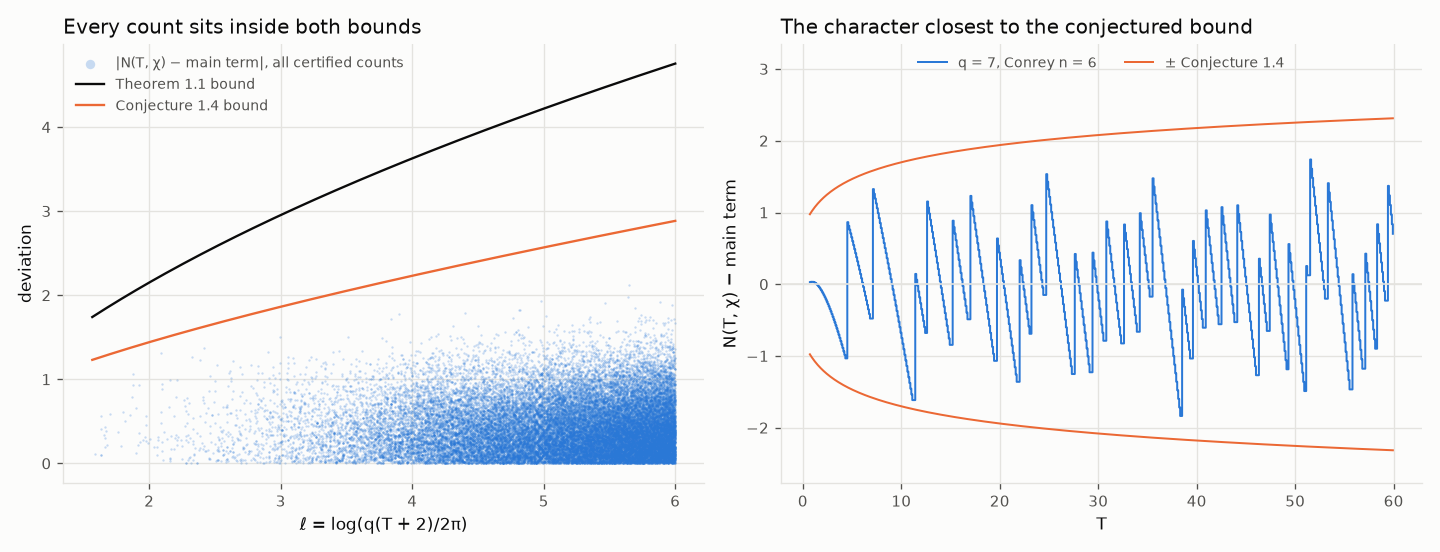 Every count sits inside both bounds
|N(T, χ) − main term|, all certified counts
Theorem 1.1 bound
Conjecture 1.4 bound
deviation
4
3
2
1
0
2
3
4
5
6
ℓ = log(q(T + 2)/2π)
The character closest to the conjectured bound
q = 7, Conrey n = 6
± Conjecture 1.4
N(T, χ) − main term
3
2
1
0
−1
−2
0
10
20
30
40
50
60
T